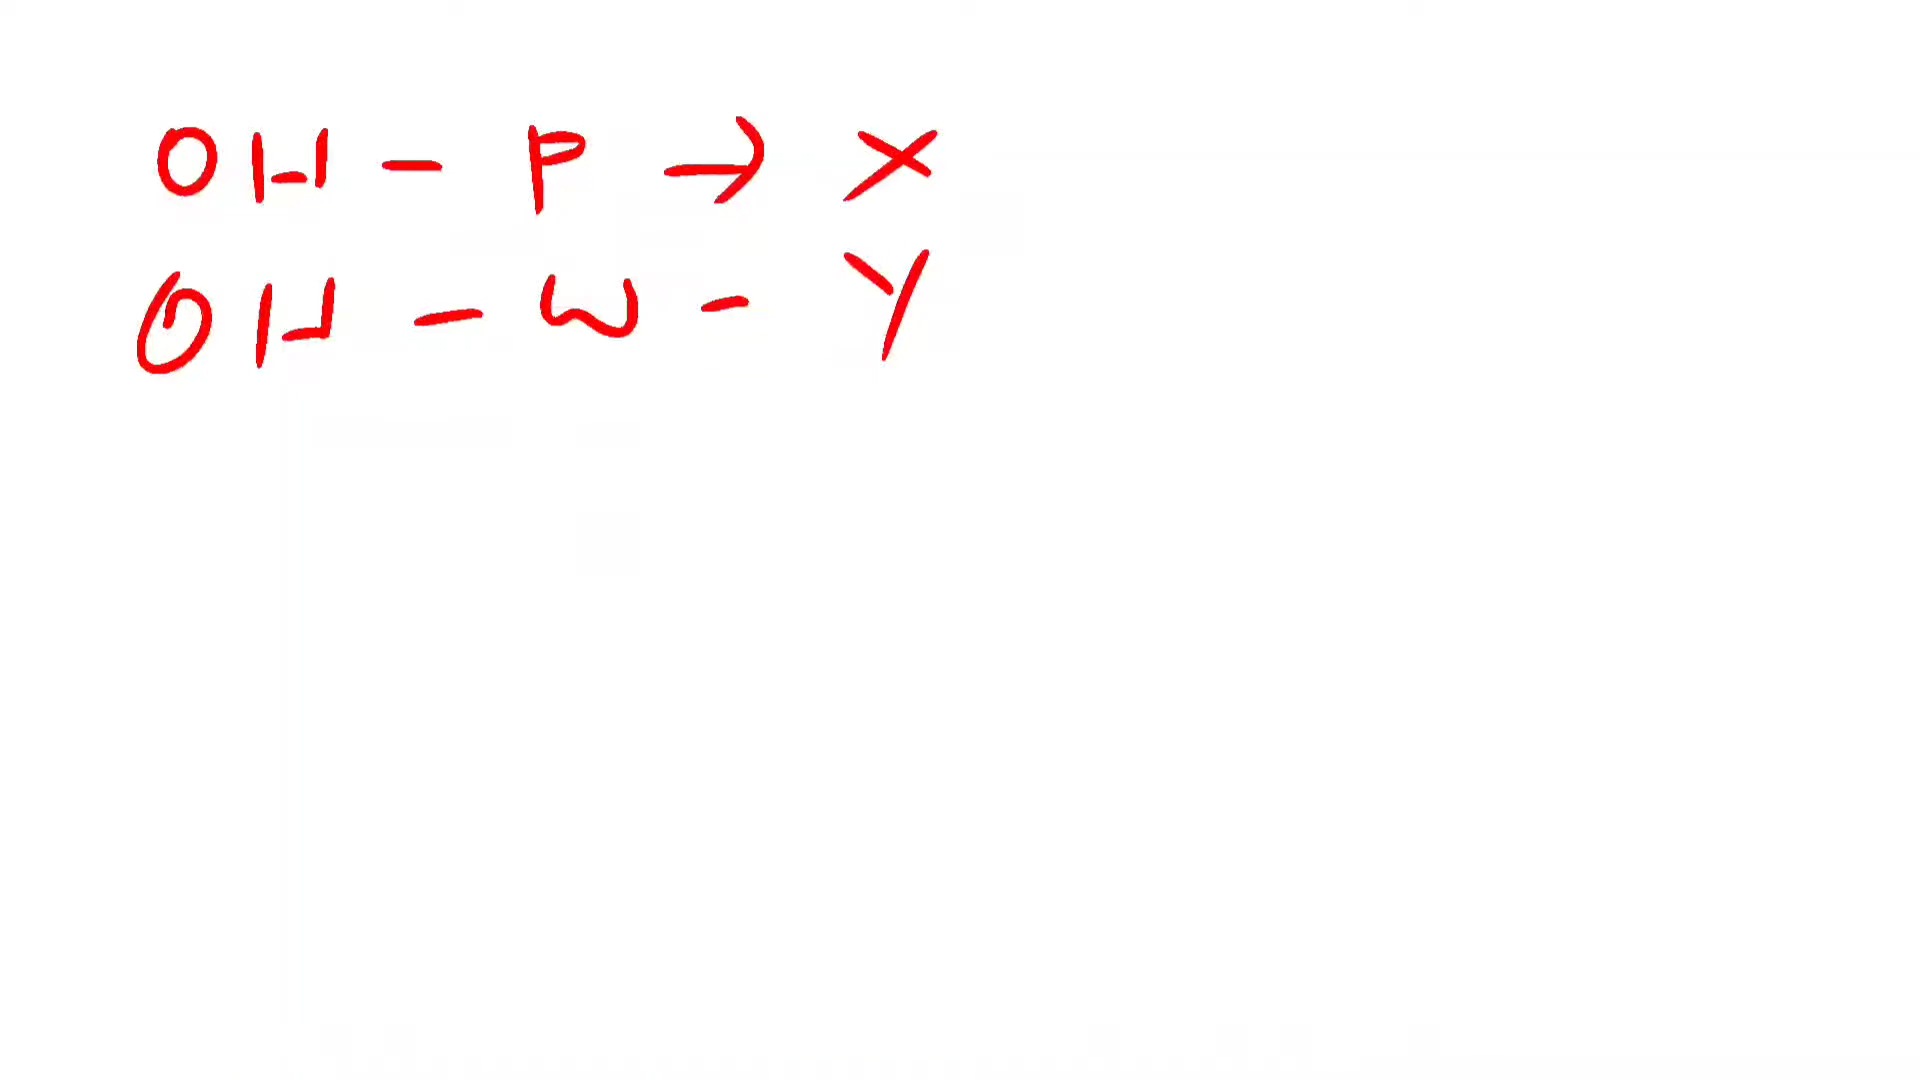 OH - P → X
OH - W - Y